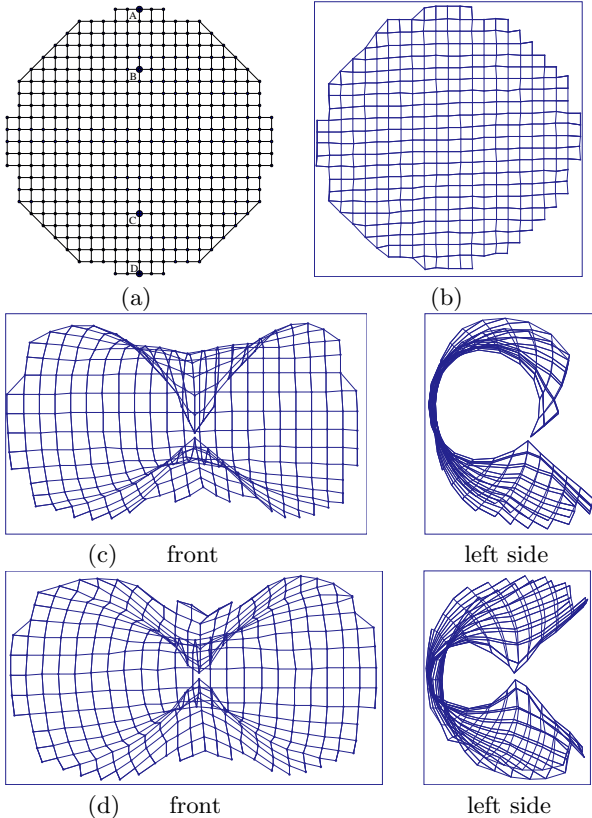 A
B
C
D
(a) (b)
(c) front left side
(d) front left side